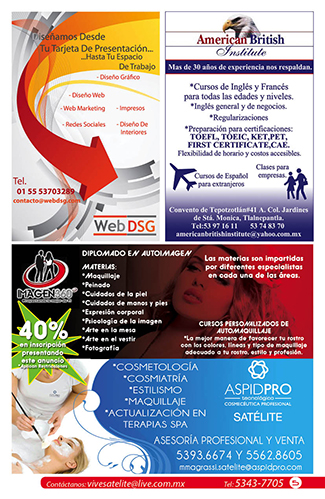 Diseñamos Desde
Tu Tarjeta De Presentación...
...Hasta Tu Espacio
De Trabajo
- Diseño Gráfico
- Diseño Web
- Web Marketing
- Impresos
- Redes Sociales
- Diseño De
Interiores
Tel.
01 55 53703289
contacto@webdsg.com
Web DSG
American British
Institute
Mas de 30 años de experiencia nos respaldan.
*Cursos de Inglés y Francés
para todas las edades y niveles.
*Inglés general y de negocios.
*Regularizaciones
*Preparación para certificaciones:
TOEFL, TOEIC, KET,PET,
FIRST CERTIFICATE,CAE.
Flexibilidad de horario y costos accesibles.
Clases para
empresas.
Cursos de Español
para extranjeros
Convento de Tepotzotlán#41 A. Col. Jardines
de Stá. Monica, Tlalnepantla.
Tel:53 97 16 11 53 74 83 70
americanbritishinstitute@yahoo.com.mx
IMAGEN360°
DIPLOMADO EN AUTOIMAGEN
MATERIAS:
*Maquillaje
*Peinado
*Cuidados de la piel
*Cuidados de manos y pies
*Expresión corporal
*Psicología de la imagen
*Arte en la mesa
*Arte en el vestir
*Fotografía
Las materias son impartidas
por diferentes especialistas
en cada una de las áreas.
CURSOS PERSONALIZADOS DE
AUTOMAQUILLAJE
"La mejor manera de favorecer tu rostro
con los colores, líneas y tipo de maquillaje
adecuado a tu rostro, estilo y profesión.
40%
en inscripción
presentando
este anuncio
*Aplican Restricciones
*COSMETOLOGÍA
*COSMIATRÍA
*ESTILISMO
*MAQUILLAJE
*ACTUALIZACIÓN EN
TERAPIAS SPA
ASPIDPRO
tecnológico
COSMECÉUTICA PROFESIONAL
SATÉLITE
ASESORÍA PROFESIONAL Y VENTA
5393.6674 Y 5562.8605
mmagrassi.satelite@aspidpro.com
Contáctanos: vivesatelite@live.com.mx
Tel: 5343-7705